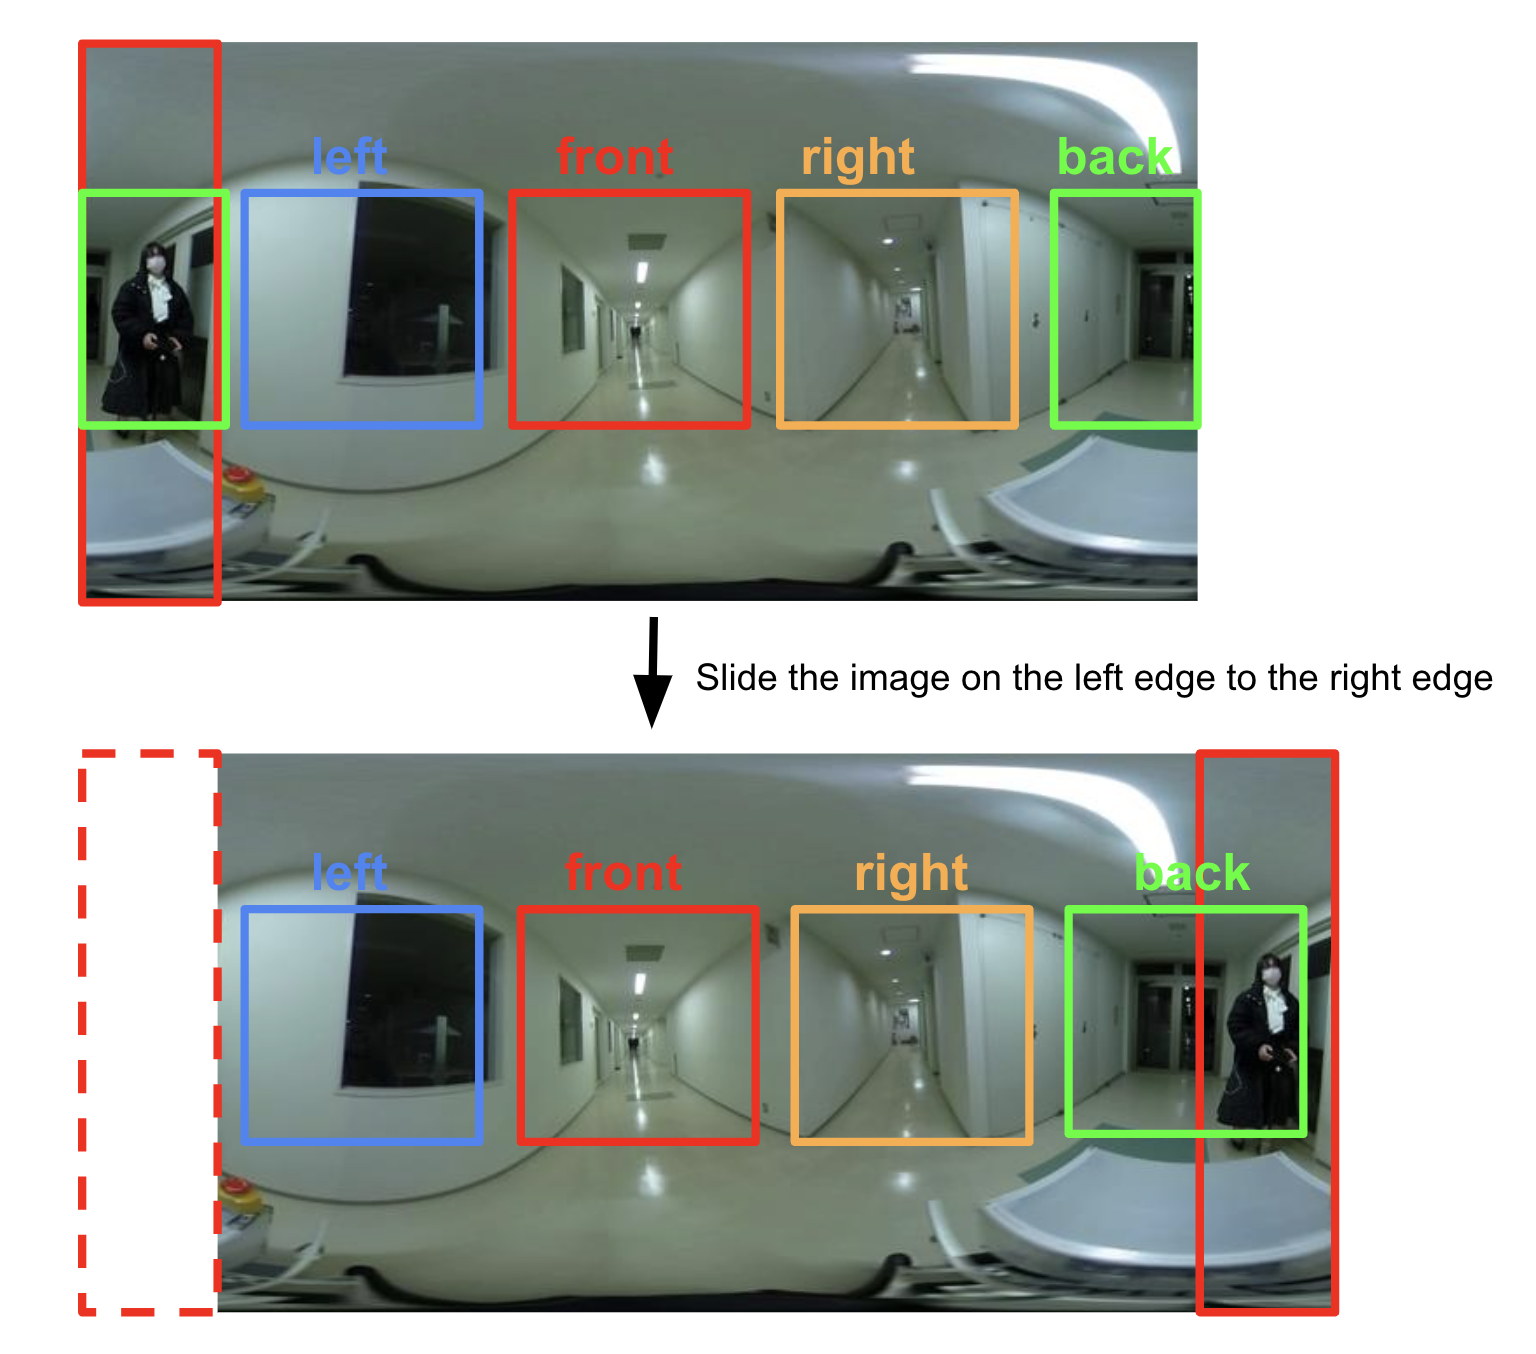 left
front
right
back
Slide the image on the left edge to the right edge
left
front
right
back